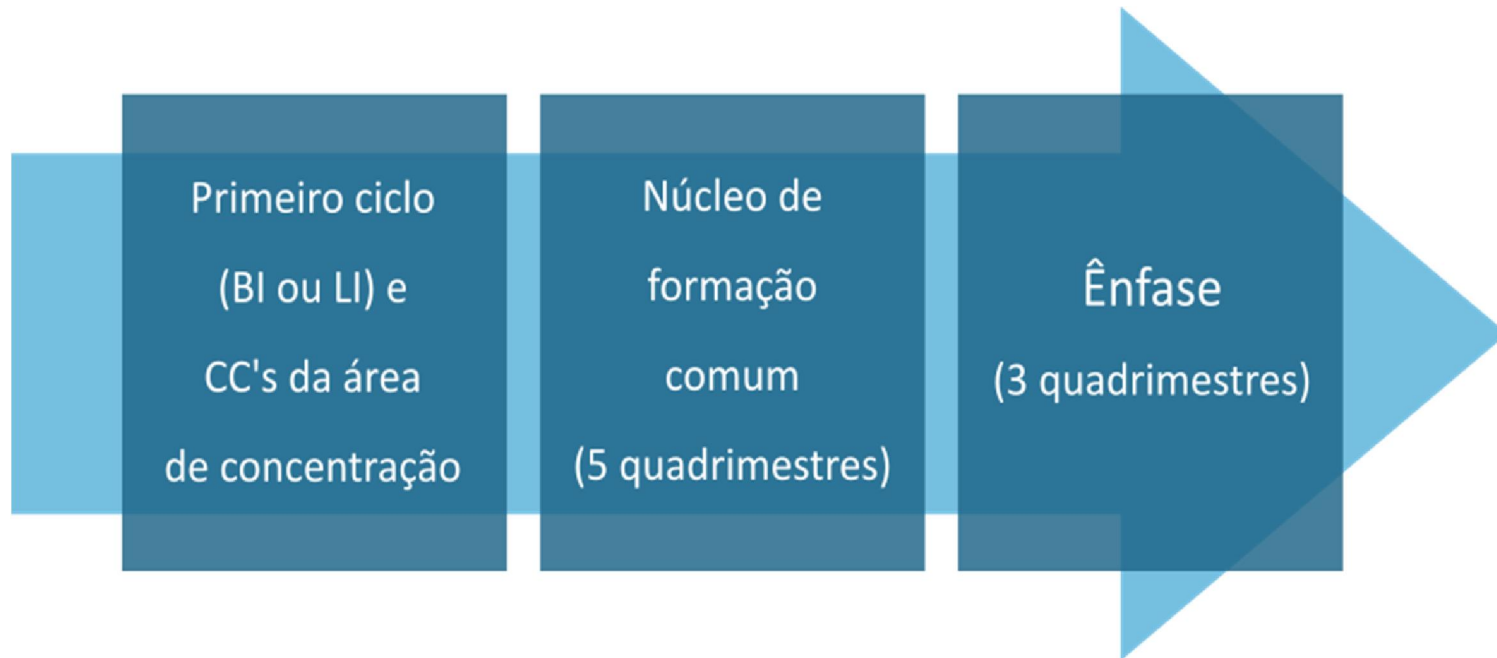 Primeiro ciclo
(BI ou LI) e
CC's da área
de concentração
Núcleo de
formação
comum
(5 quadrimestres)
Ênfase
(3 quadrimestres)